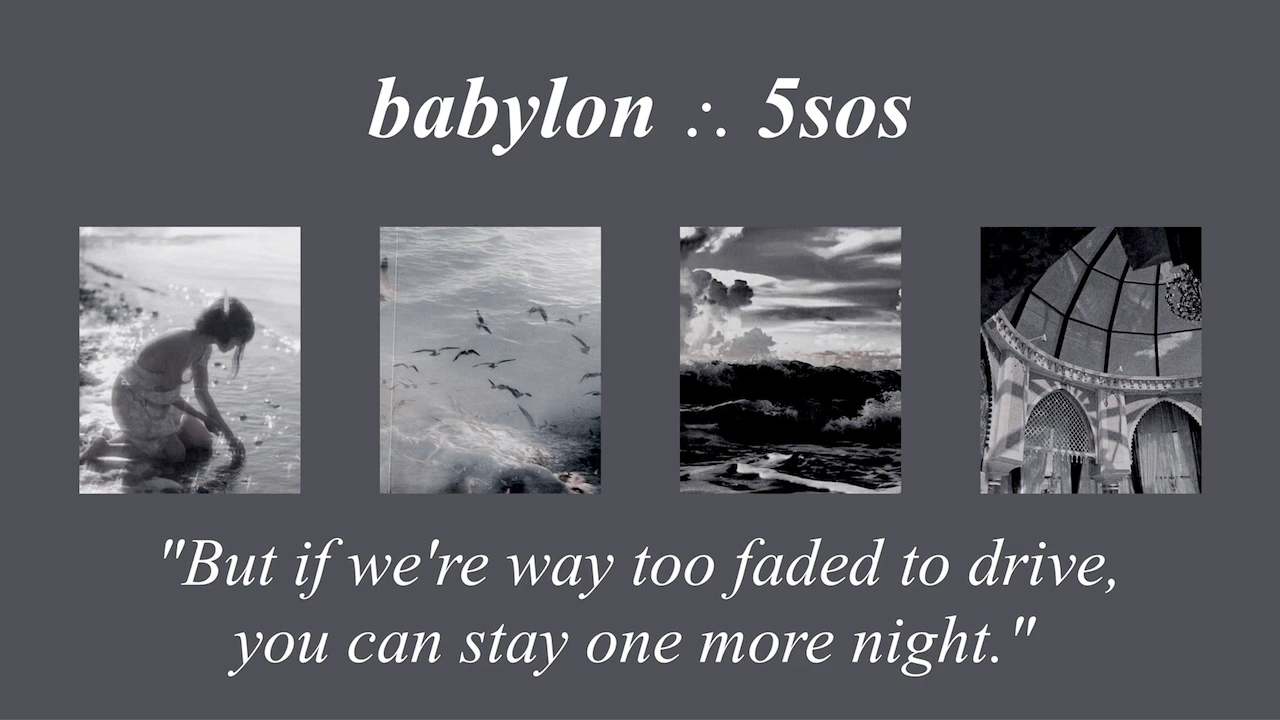 babylon ∴ 5sos
"But if we're way too faded to drive,
you can stay one more night."